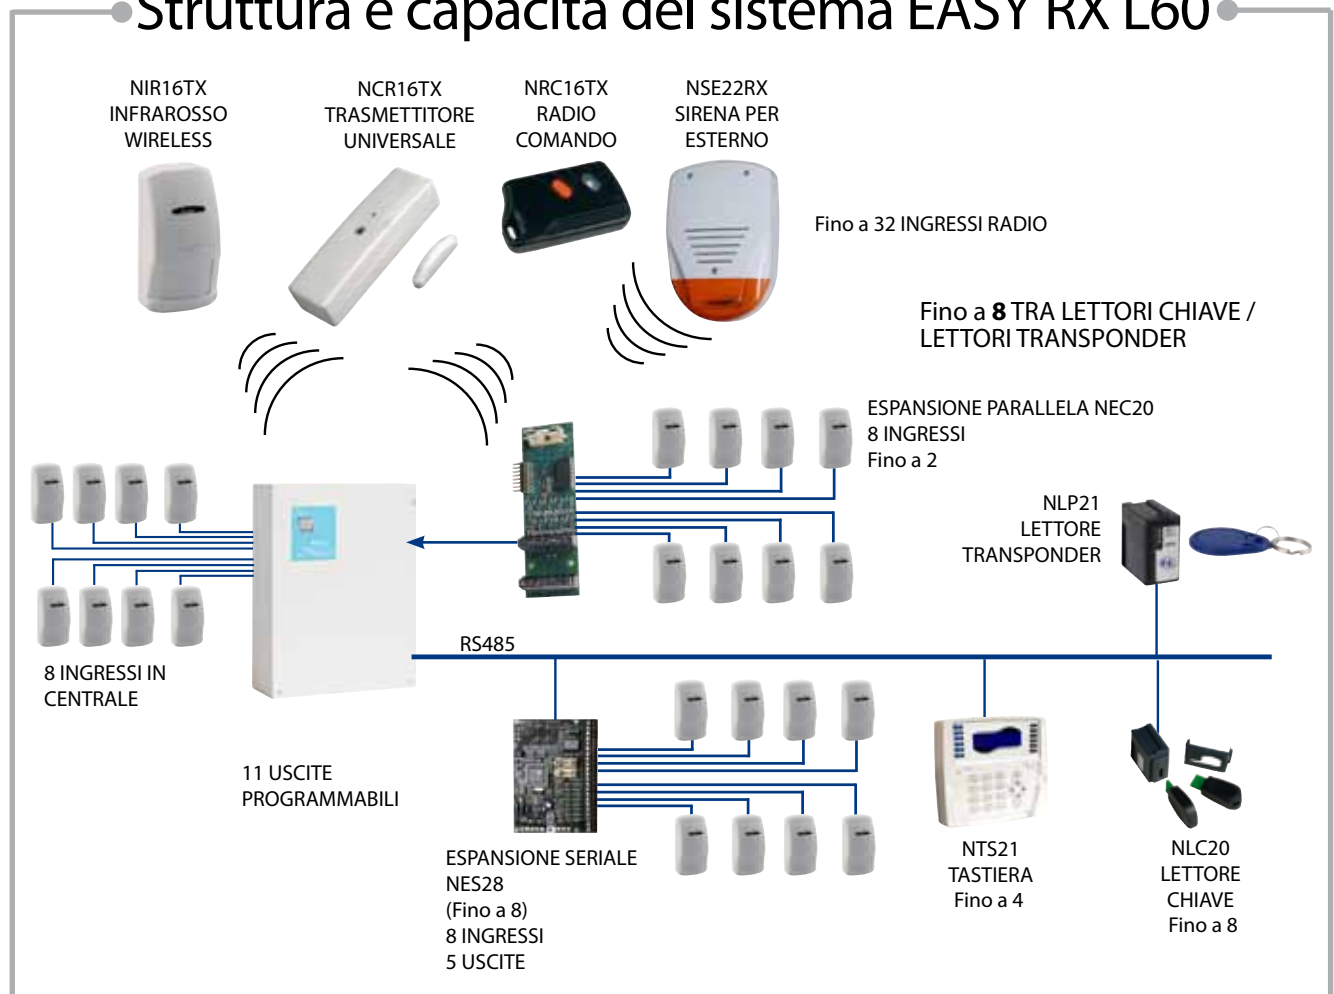 Struttura e capacità del sistema EASY RX L60
NIR16TX
INFRAROSSO
WIRELESS
NCR16TX
TRASMETTITORE
UNIVERSALE
NRC16TX
RADIO
COMANDO
NSE22RX
SIRENA PER
ESTERNO
Fino a 32 INGRESSI RADIO
Fino a 8 TRA LETTORI CHIAVE /
LETTORI TRANSPONDER
ESPANSIONE PARALLELA NEC20
8 INGRESSI
Fino a 2
NLP21
LETTORE
TRANSPONDER
RS485
8 INGRESSI IN
CENTRALE
11 USCITE
PROGRAMMABILI
ESPANSIONE SERIALE
NES28
(Fino a 8)
8 INGRESSI
5 USCITE
NTS21
TASTIERA
Fino a 4
NLC20
LETTORE
CHIAVE
Fino a 8